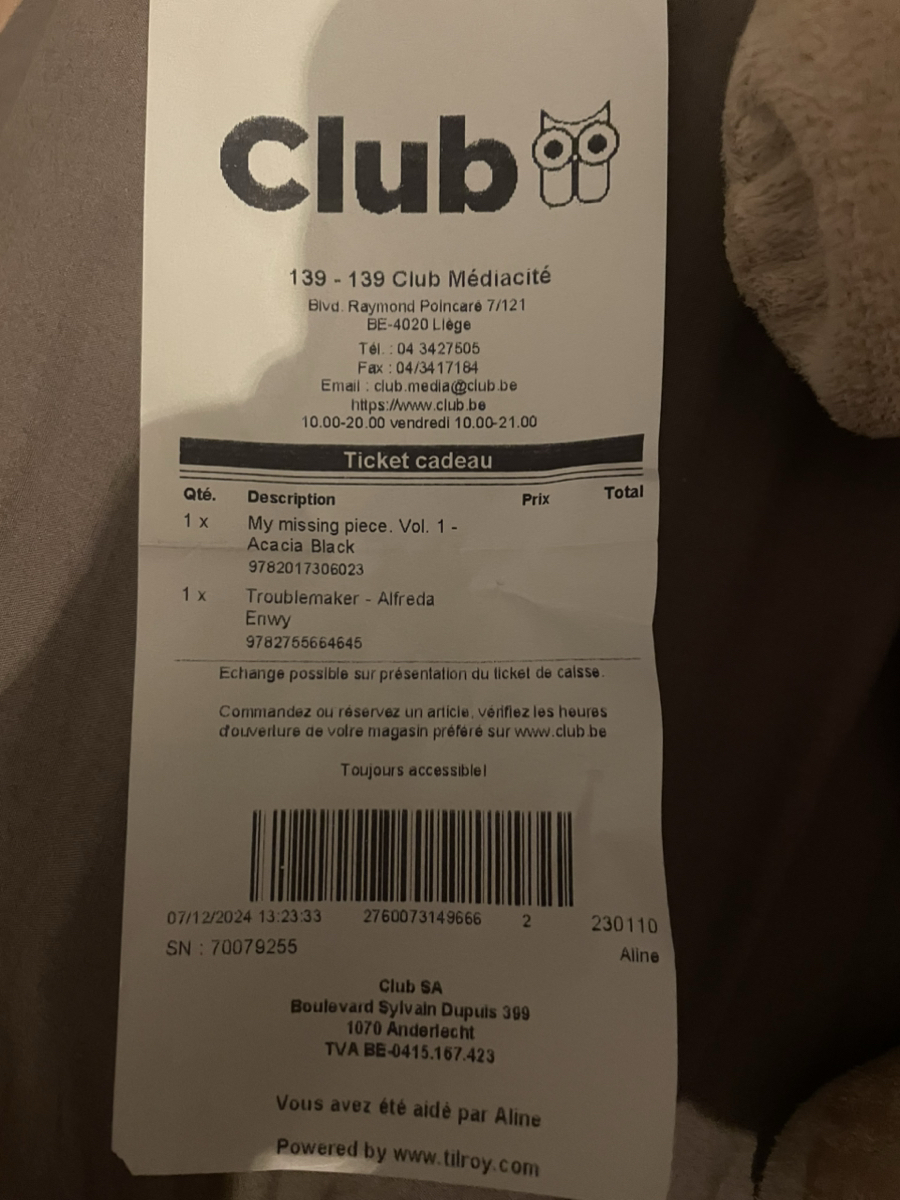 Club
139 - 139 Club Médiacité
Blvd. Raymond Poincaré 7/121
BE-4020 Liège
Tél. : 04 3427505
Fax : 04/3417184
Email : club.media@club.be
https://www.club.be
10.00-20.00 vendredi 10.00-21.00
Ticket cadeau
Qté. Description Prix Total
1 x My missing piece. Vol. 1 -
Acacia Black
9782017306023
1 x Troublemaker - Alfreda
Enwy
9782755664645
Echange possible sur présentation du ticket de caisse.
Commandez ou réservez un article, vérifiez les heures
d'ouverture de votre magasin préféré sur www.club.be
Toujours accessible!
07/12/2024 13:23:33 2760073149666 2 230110
SN : 70079255 Aline
Club SA
Boulevard Sylvain Dupuis 399
1070 Anderlecht
TVA BE-0415.167.423
Vous avez été aidé par Aline
Powered by www.tilroy.com